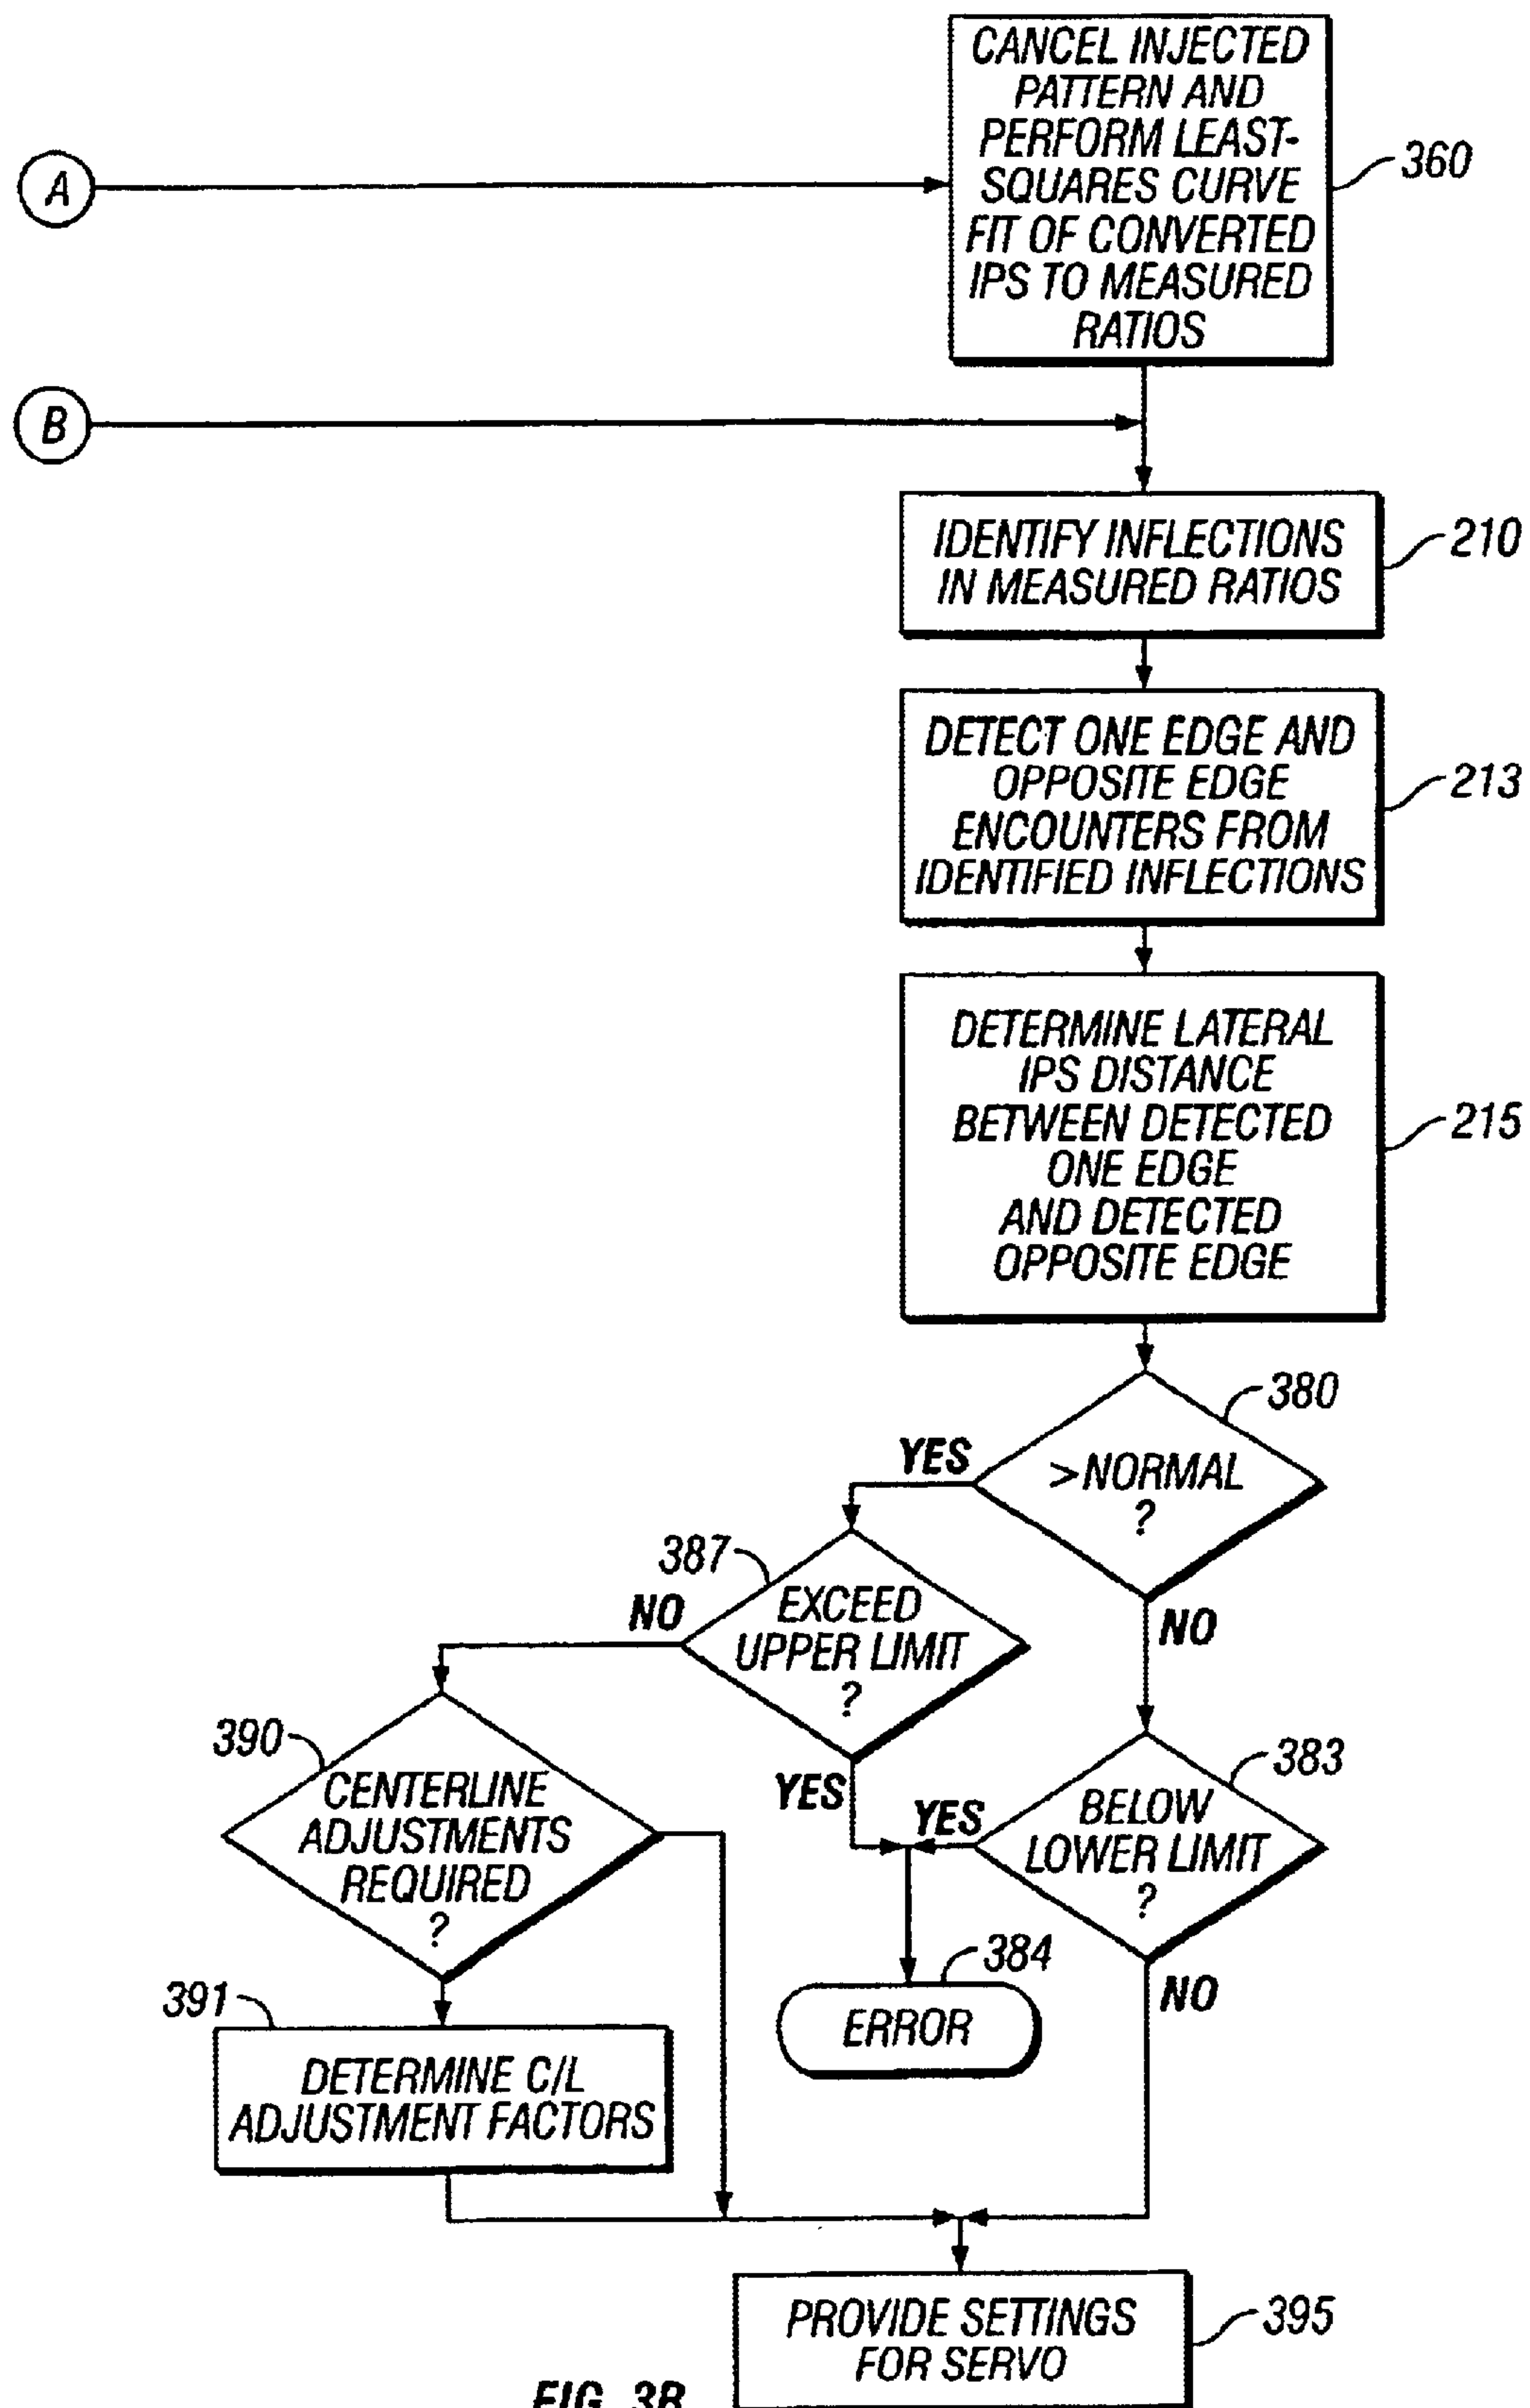 CANCEL INJECTED
PATTERN AND
PERFORM LEAST-
SQUARES CURVE
FIT OF CONVERTED
IPS TO MEASURED
RATIOS
360
A
B
IDENTIFY INFLECTIONS
IN MEASURED RATIOS
210
DETECT ONE EDGE AND
OPPOSITE EDGE
ENCOUNTERS FROM
IDENTIFIED INFLECTIONS
213
DETERMINE LATERAL
IPS DISTANCE
BETWEEN DETECTED
ONE EDGE
AND DETECTED
OPPOSITE EDGE
215
380
>NORMAL
?
YES
NO
387
EXCEED
UPPER LIMIT
?
NO
YES
390
CENTERLINE
ADJUSTMENTS
REQUIRED
?
383
BELOW
LOWER LIMIT
?
YES
NO
384
ERROR
391
DETERMINE C/L
ADJUSTMENT FACTORS
PROVIDE SETTINGS
FOR SERVO
395
FIG. 3B